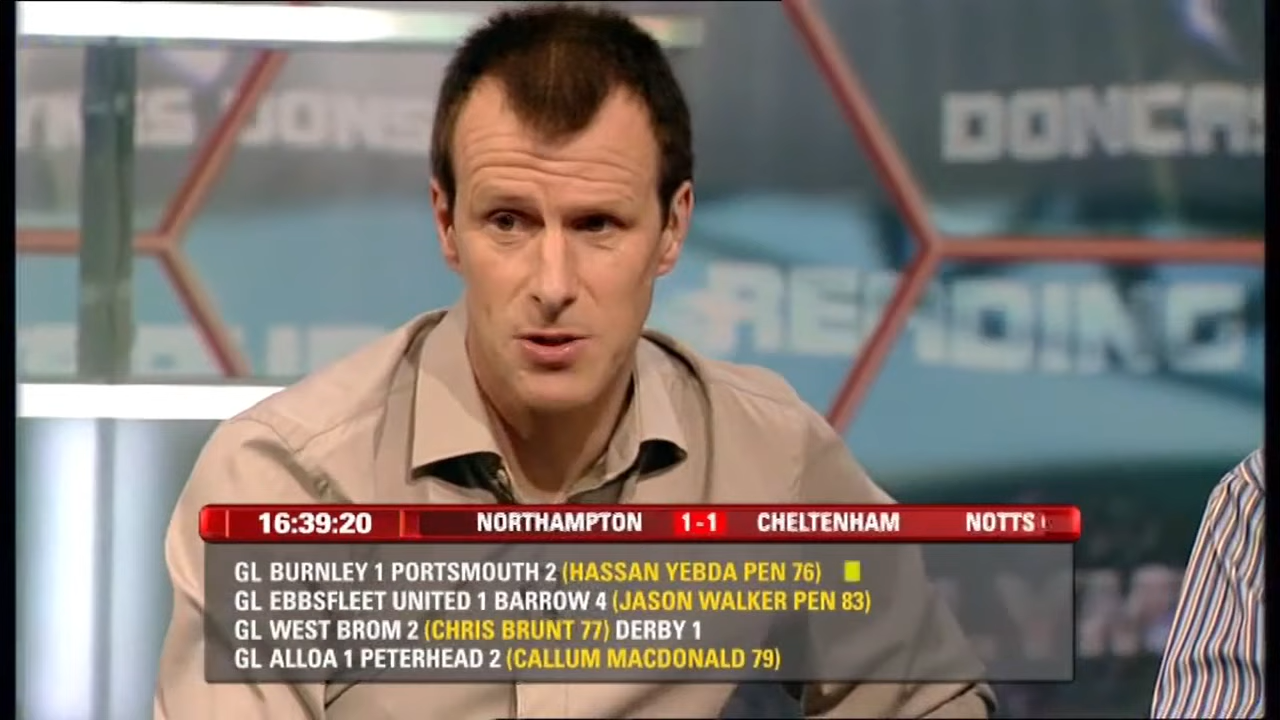 DONS
DONCAS
READING
16:39:20 NORTHAMPTON 1-1 CHELTENHAM NOTTS
GL BURNLEY 1 PORTSMOUTH 2 (HASSAN YEBDA PEN 76)
GL EBBSFLEET UNITED 1 BARROW 4 (JASON WALKER PEN 83)
GL WEST BROM 2 (CHRIS BRUNT 77) DERBY 1
GL ALLOA 1 PETERHEAD 2 (CALLUM MACDONALD 79)